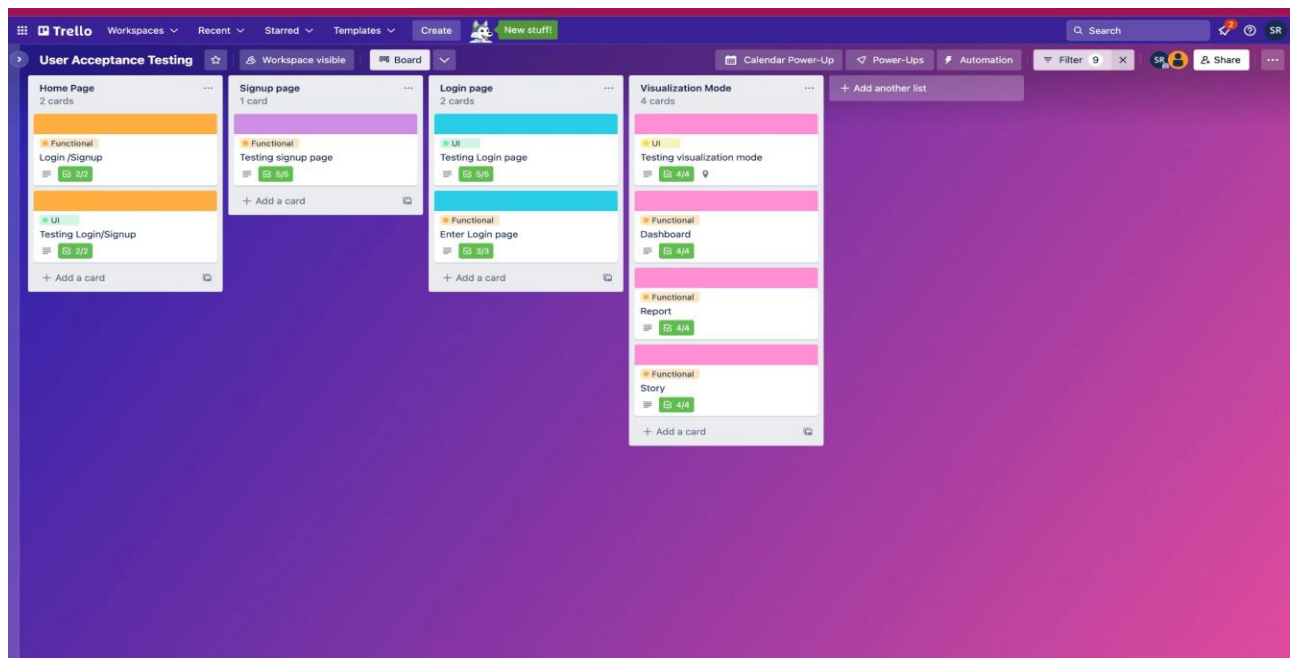 Trello Workspaces Recent Starred Templates Create New stuff! Search 2 SR
User Acceptance Testing Workspace visible Board Calendar Power-Up Power-Ups Automation Filter 9 SR Share
Home Page
2 cards
Functional
Login /Signup
2/2
UI
Testing Login/Signup
2/2
+ Add a card
Signup page
1 card
Functional
Testing signup page
6/6
+ Add a card
Login page
2 cards
UI
Testing Login page
5/5
Functional
Enter Login page
3/3
+ Add a card
Visualization Mode
4 cards
UI
Testing visualization mode
4/4
Functional
Dashboard
4/4
Functional
Report
4/4
Functional
Story
4/4
+ Add a card
+ Add another list